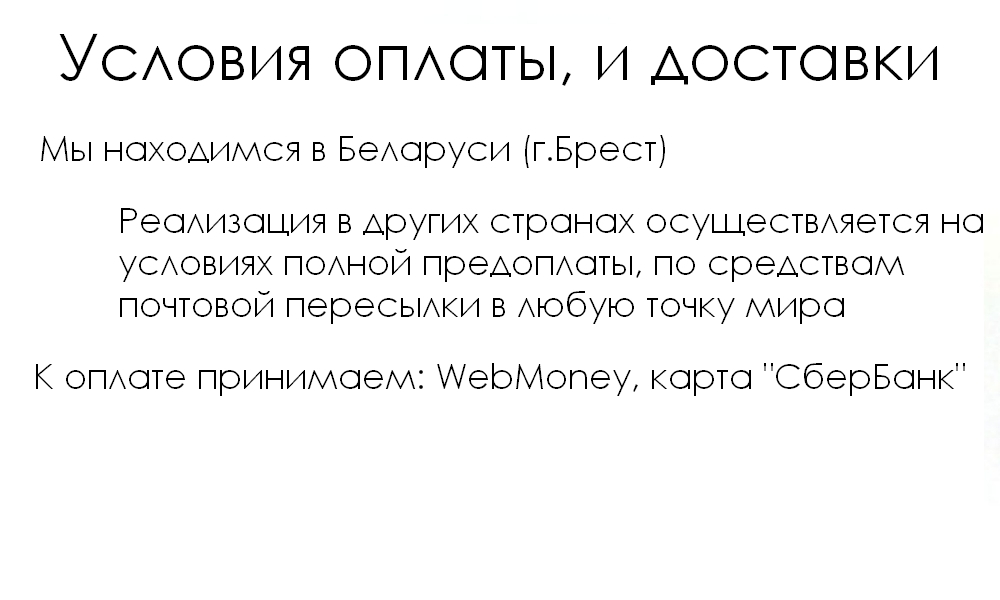 Условия оплаты, и доставки
Мы находимся в Беларуси (г.Брест)
Реализация в других странах осуществляется на
условиях полной предоплаты, по средствам
почтовой пересылки в любую точку мира
К оплате принимаем: WebMoney, карта "СберБанк"